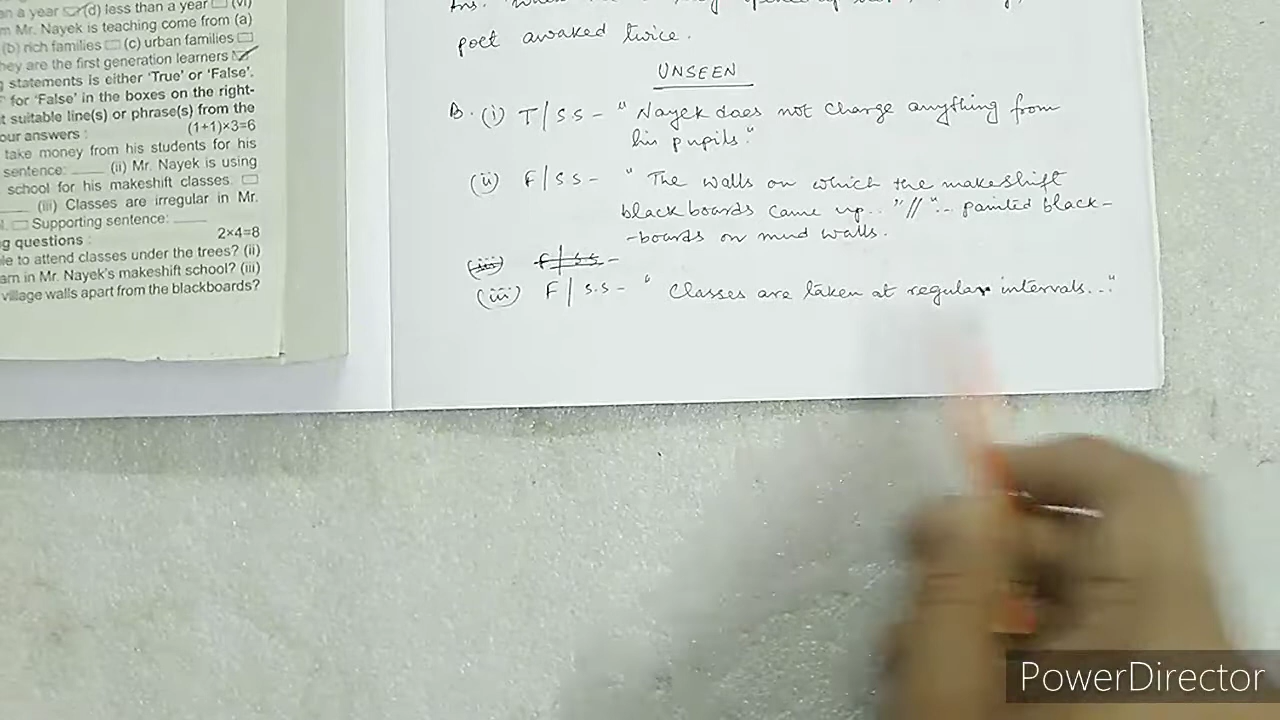 n a year (d) less than a year (vi)
m Mr. Nayek is teaching come from (a)
(b) rich families (c) urban families
hey are the first generation learners
statements is either 'True' or 'False'.
for 'False' in the boxes on the right-
t suitable line(s) or phrase(s) from the
our answers : (1+1)×3=6
take money from his students for his
sentence: ____ (ii) Mr. Nayek is using
school for his makeshift classes.
____ (iii) Classes are irregular in Mr.
l. Supporting sentence: ____
g questions : 2×4=8
le to attend classes under the trees? (ii)
am in Mr. Nayek's makeshift school? (iii)
village walls apart from the blackboards?
poet awaked twice.
UNSEEN
B. (i) T/SS - "Nayek does not charge anything from
his pupils."
(ii) F/SS - "The walls on which the makeshift
blackboards came up.. "//".. painted black-
-boards on mud walls.
(iii) F/SS -
(iii) F/S.S - "Classes are taken at regular intervals..."
PowerDirector